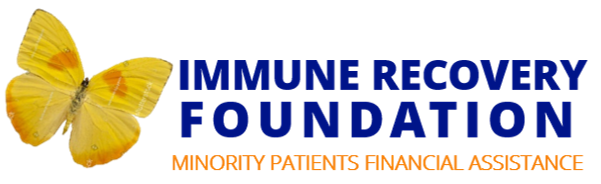 IMMUNE RECOVERY
FOUNDATION
MINORITY PATIENTS FINANCIAL ASSISTANCE